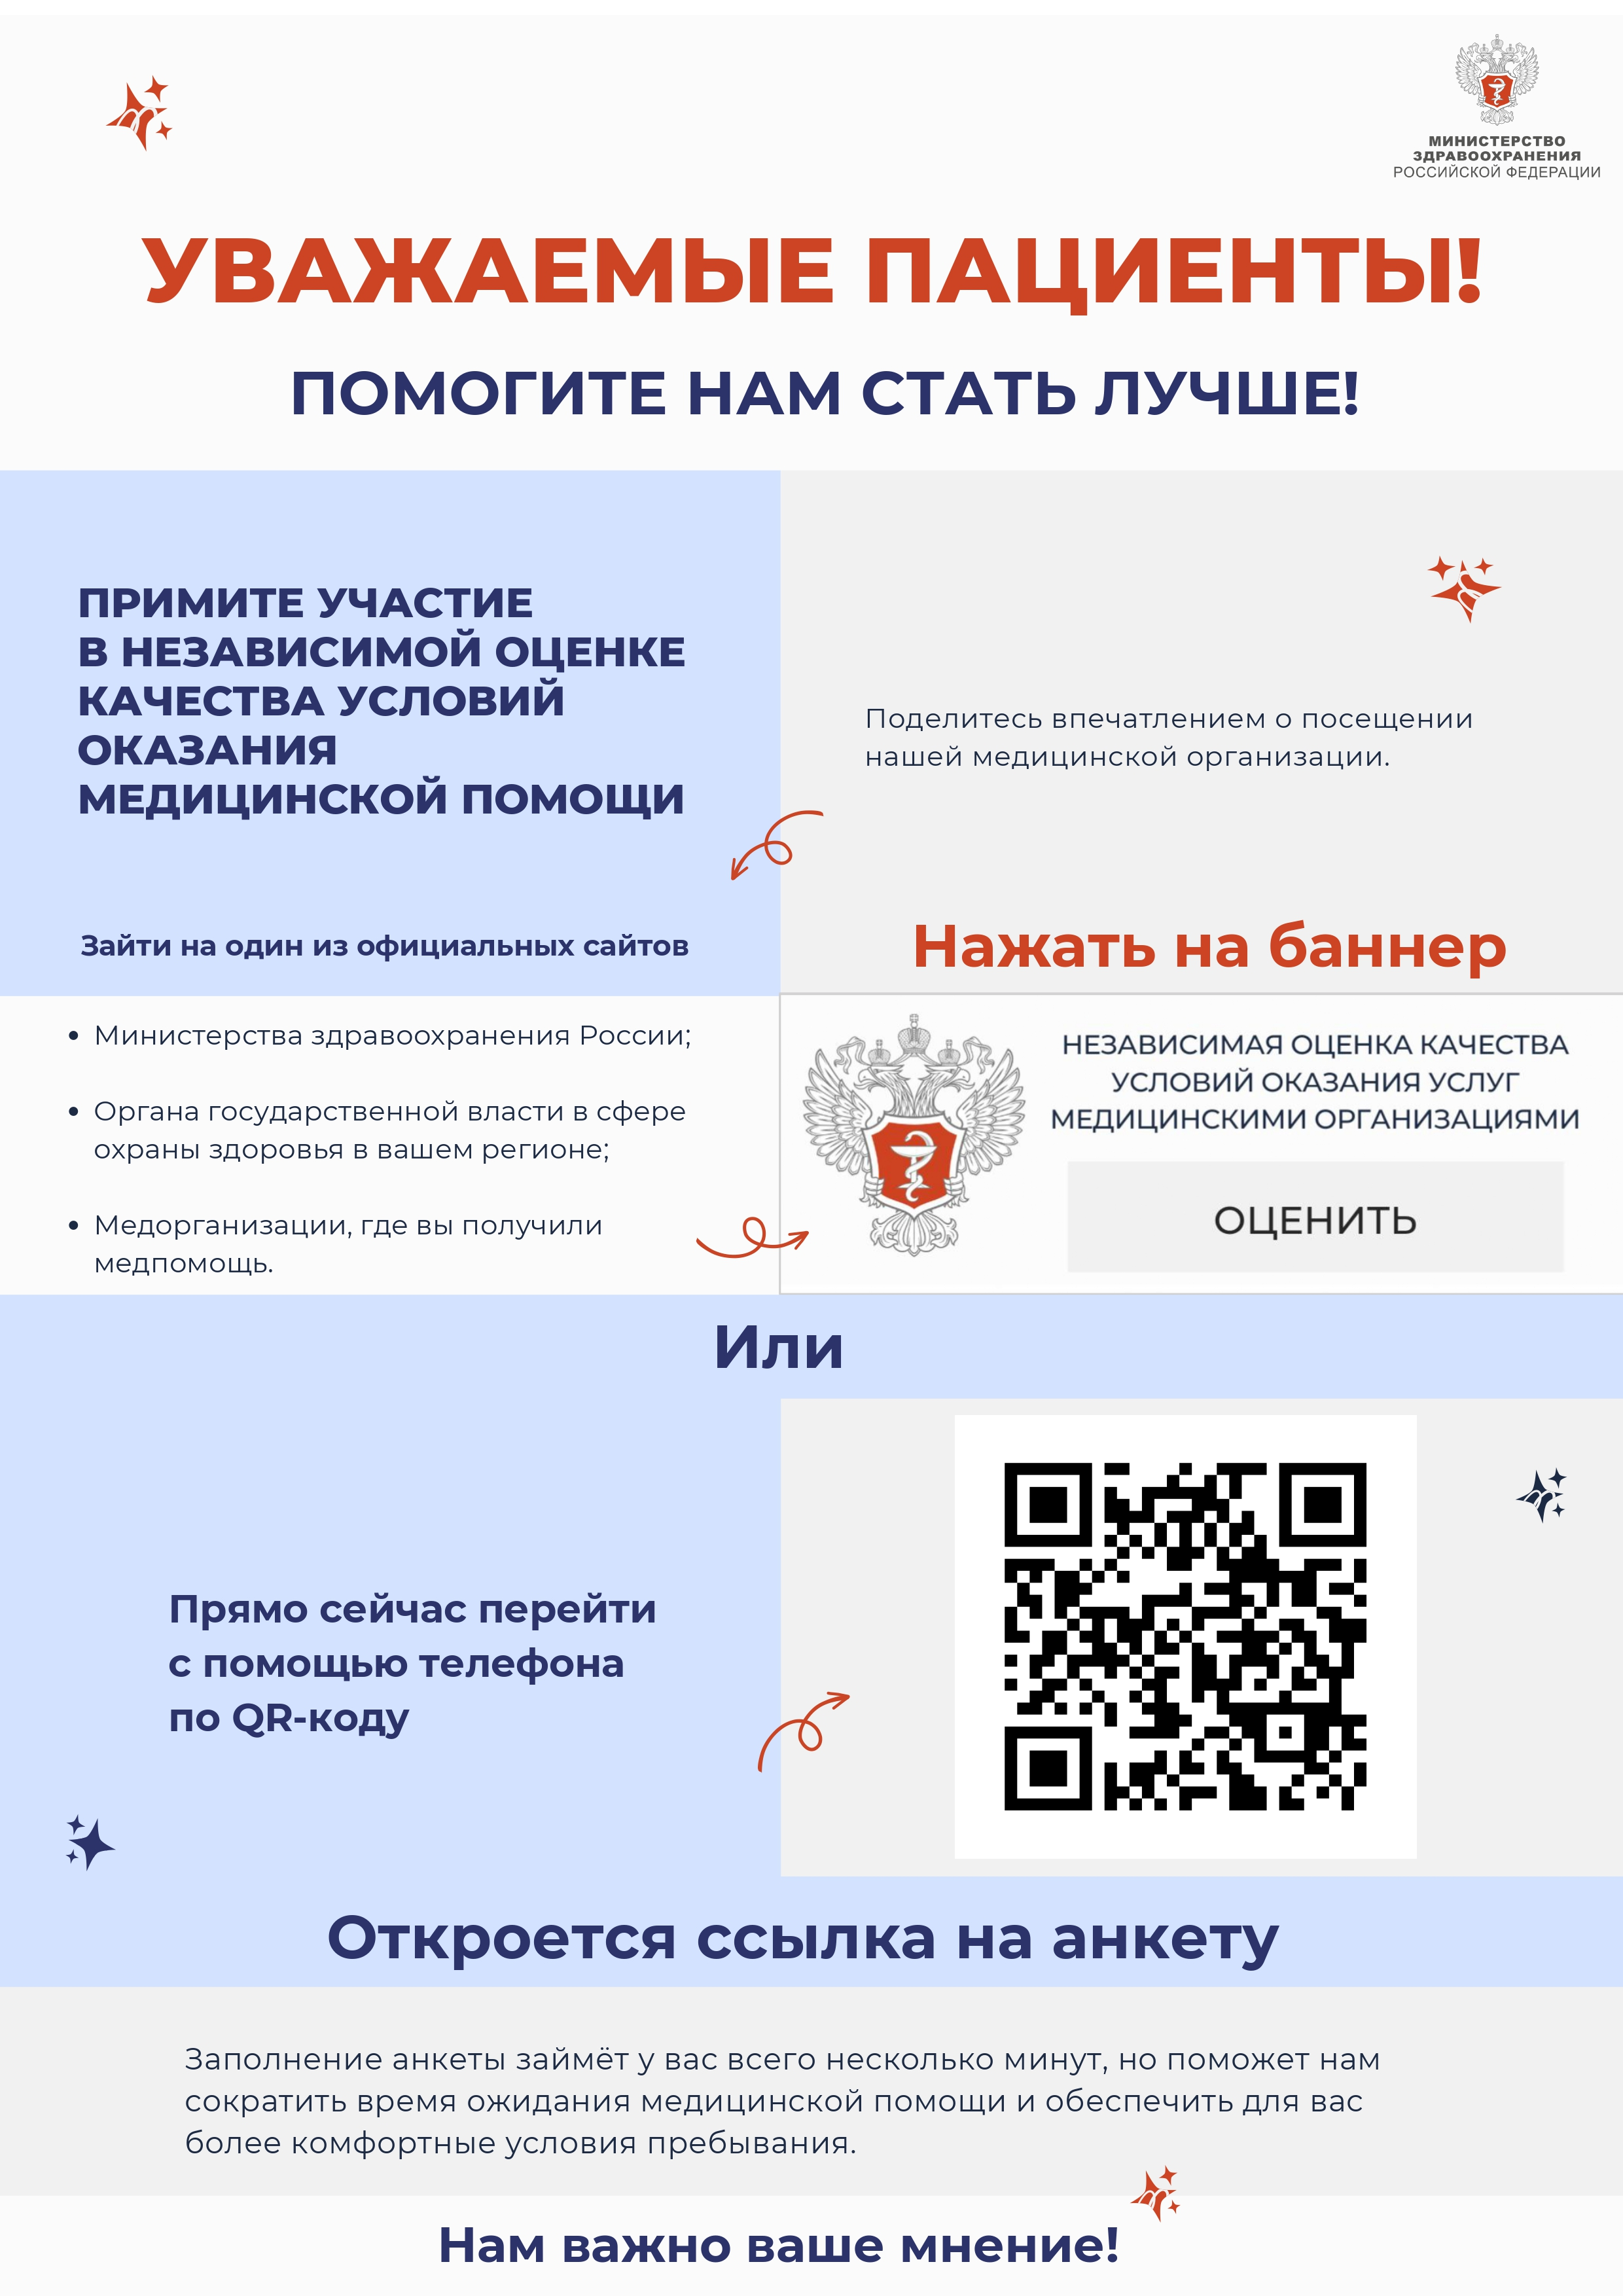 МИНИСТЕРСТВО
ЗДРАВООХРАНЕНИЯ
РОССИЙСКОЙ ФЕДЕРАЦИИ
УВАЖАЕМЫЕ ПАЦИЕНТЫ!
ПОМОГИТЕ НАМ СТАТЬ ЛУЧШЕ!
ПРИМИТЕ УЧАСТИЕ
В НЕЗАВИСИМОЙ ОЦЕНКЕ
КАЧЕСТВА УСЛОВИЙ
ОКАЗАНИЯ
МЕДИЦИНСКОЙ ПОМОЩИ
Поделитесь впечатлением о посещении
нашей медицинской организации.
Зайти на один из официальных сайтов
• Министерства здравоохранения России;
• Органа государственной власти в сфере
охраны здоровья в вашем регионе;
• Медорганизации, где вы получили
медпомощь.
Нажать на баннер
НЕЗАВИСИМАЯ ОЦЕНКА КАЧЕСТВА
УСЛОВИЙ ОКАЗАНИЯ УСЛУГ
МЕДИЦИНСКИМИ ОРГАНИЗАЦИЯМИ
ОЦЕНИТЬ
Или
Прямо сейчас перейти
с помощью телефона
по QR-коду
Откроется ссылка на анкету
Заполнение анкеты займёт у вас всего несколько минут, но поможет нам
сократить время ожидания медицинской помощи и обеспечить для вас
более комфортные условия пребывания.
Нам важно ваше мнение!